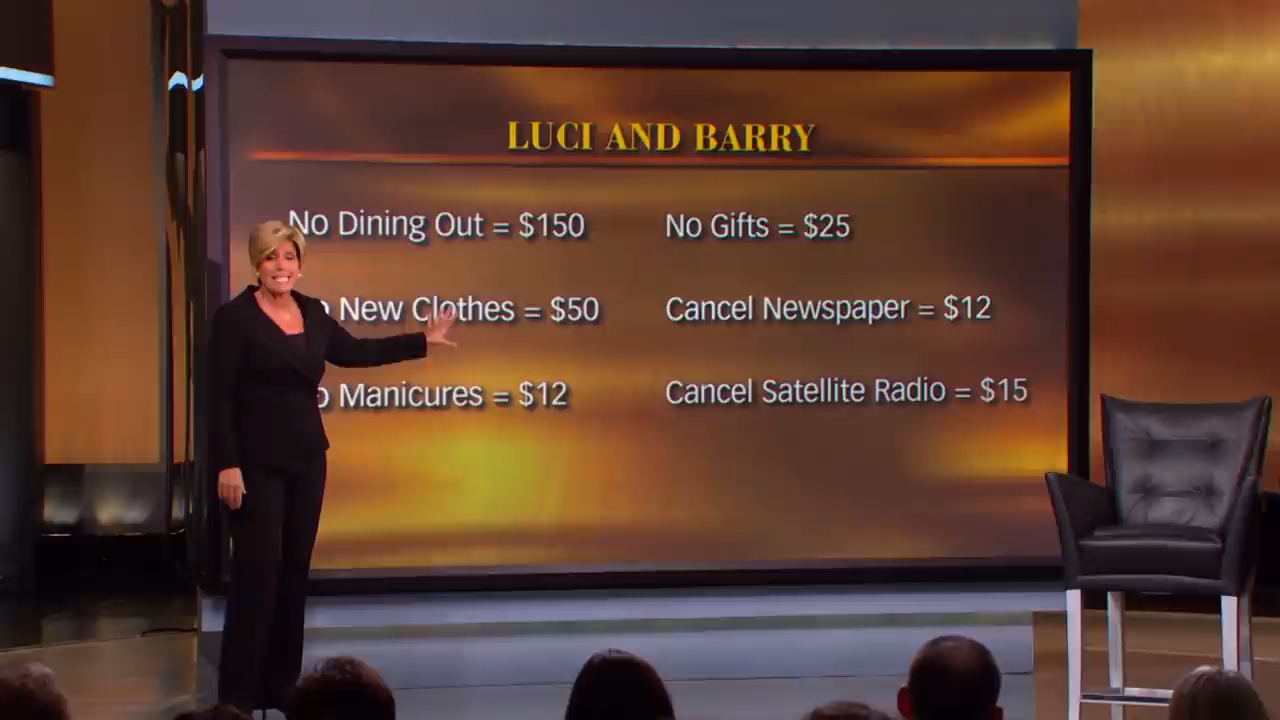 LUCI AND BARRY
No Dining Out = $150
No Gifts = $25
New Clothes = $50
Cancel Newspaper = $12
Manicures = $12
Cancel Satellite Radio = $15